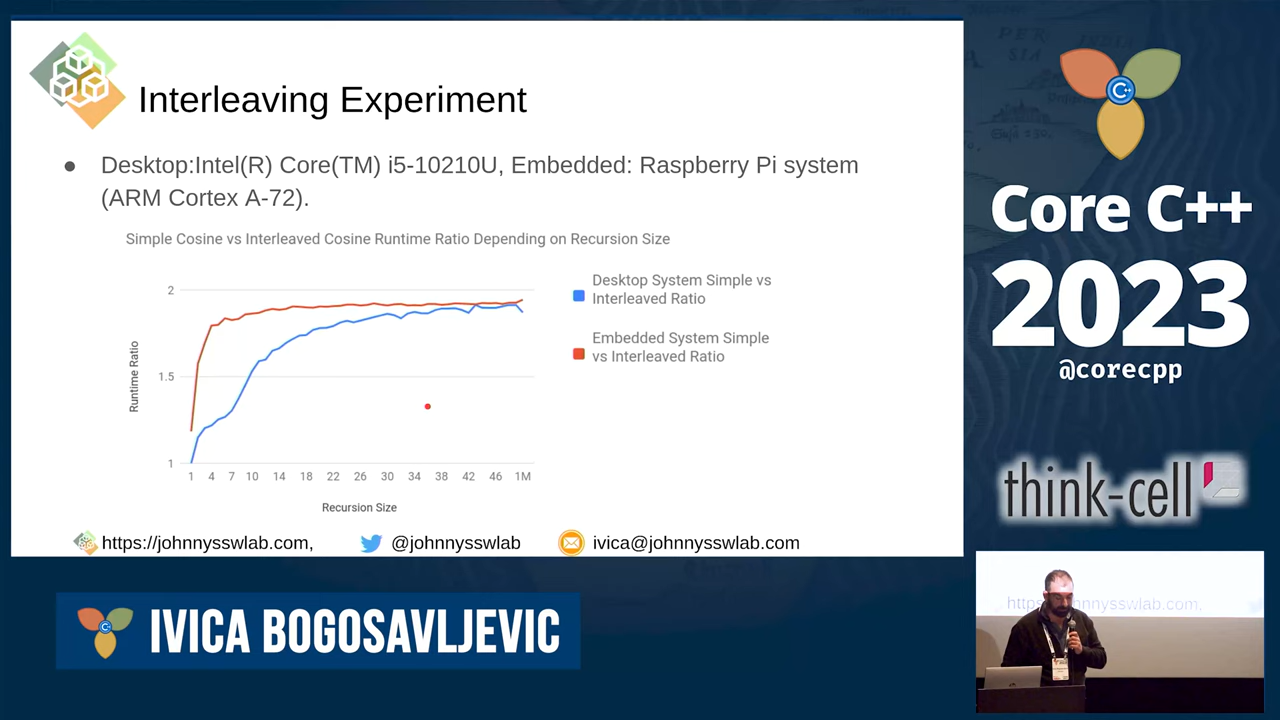 Interleaving Experiment
● Desktop:Intel(R) Core(TM) i5-10210U, Embedded: Raspberry Pi system
(ARM Cortex A-72).
Simple Cosine vs Interleaved Cosine Runtime Ratio Depending on Recursion Size
2
1.5
1
Runtime Ratio
1 4 7 10 14 18 22 26 30 34 38 42 46 1M
Recursion Size
Desktop System Simple vs
Interleaved Ratio
Embedded System Simple
vs Interleaved Ratio
https://johnnysswlab.com,
@johnnysswlab
ivica@johnnysswlab.com
C++
Core C++
2023
@corecpp
think-cell
IVICA BOGOSAVLJEVIC
https://johnnysswlab.com,